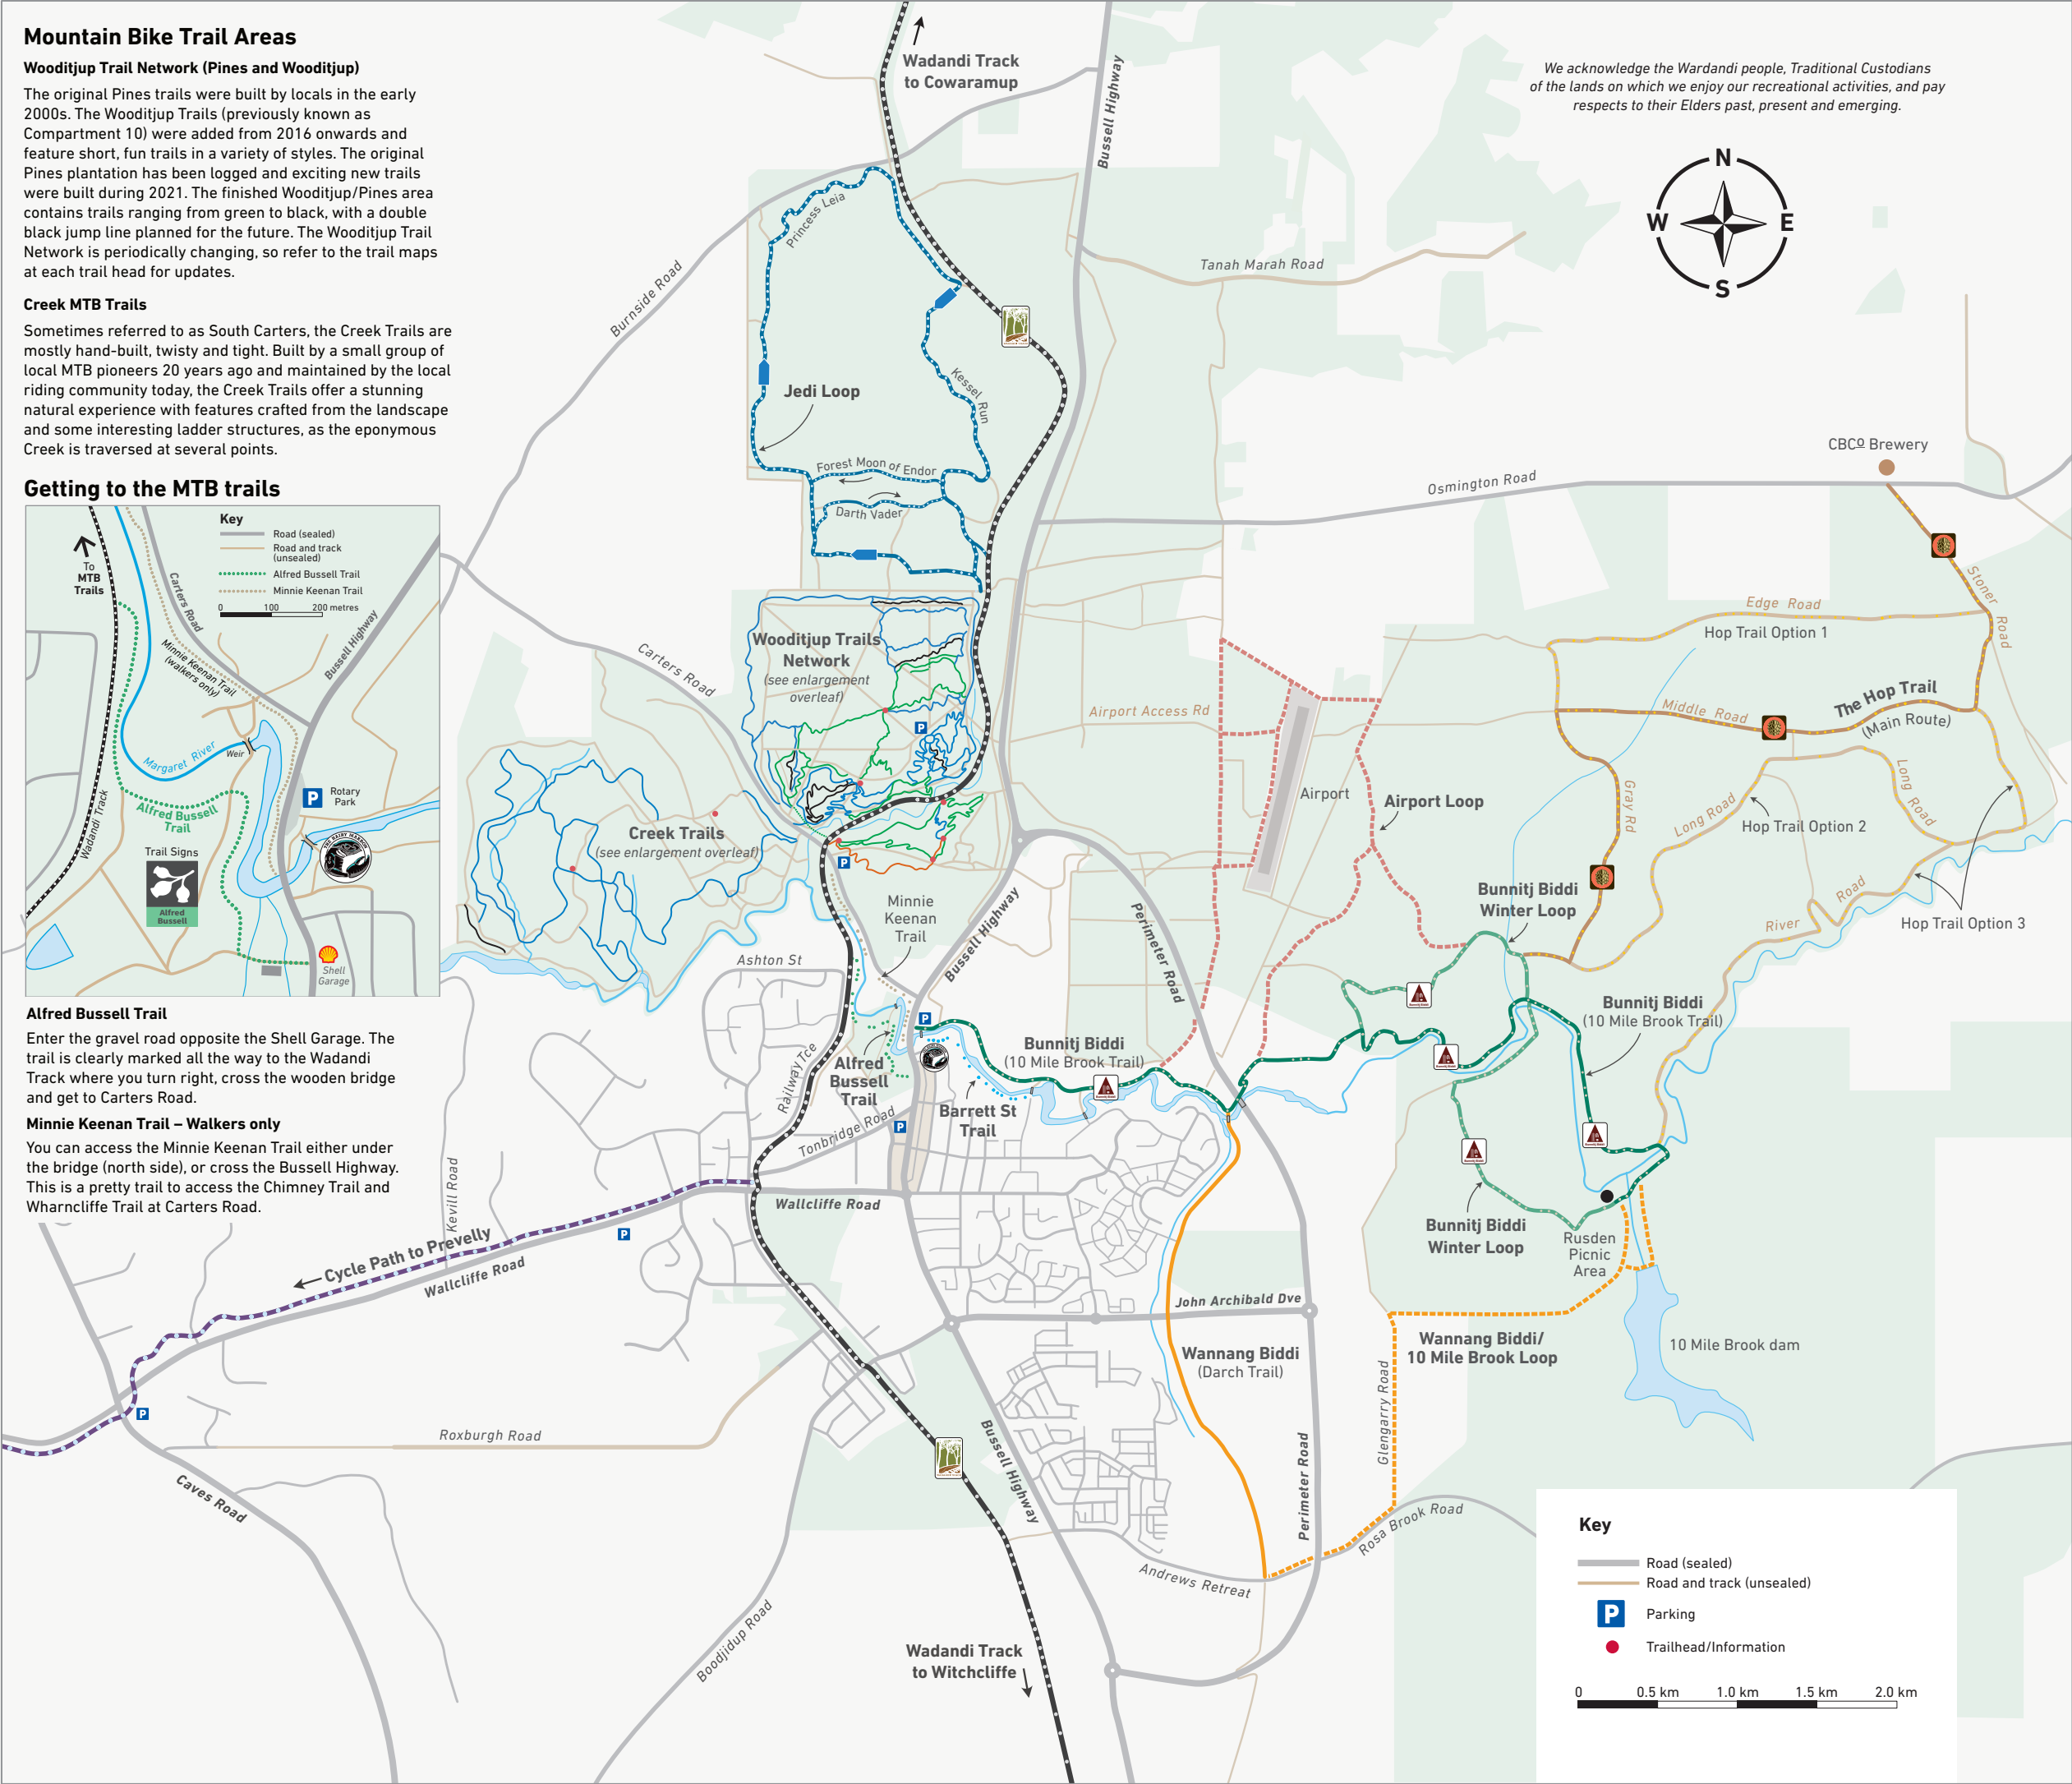 Mountain Bike Trail Areas
Wooditjup Trail Network (Pines and Wooditjup)
The original Pines trails were built by locals in the early
2000s. The Wooditjup Trails (previously known as
Compartment 10) were added from 2016 onwards and
feature short, fun trails in a variety of styles. The original
Pines plantation has been logged and exciting new trails
were built during 2021. The finished Wooditjup/Pines area
contains trails ranging from green to black, with a double
black jump line planned for the future. The Wooditjup Trail
Network is periodically changing, so refer to the trail maps
at each trail head for updates.
Creek MTB Trails
Sometimes referred to as South Carters, the Creek Trails are
mostly hand-built, twisty and tight. Built by a small group of
local MTB pioneers 20 years ago and maintained by the local
riding community today, the Creek Trails offer a stunning
natural experience with features crafted from the landscape
and some interesting ladder structures, as the eponymous
Creek is traversed at several points.
Getting to the MTB trails
Key
Road (sealed)
Road and track
(unsealed)
Alfred Bussell Trail
Minnie Keenan Trail
0 100 200 metres
To
MTB
Trails
Carters Road
Bussell Highway
Minnie Keenan Trail
(walkers only)
Margaret River
Weir
Wadandi Track
Alfred Bussell
Trail
P
Rotary
Park
Trail Signs
Alfred
Bussell
Shell
Garage
Alfred Bussell Trail
Enter the gravel road opposite the Shell Garage. The
trail is clearly marked all the way to the Wadandi
Track where you turn right, cross the wooden bridge
and get to Carters Road.
Minnie Keenan Trail – Walkers only
You can access the Minnie Keenan Trail either under
the bridge (north side), or cross the Bussell Highway.
This is a pretty trail to access the Chimney Trail and
Wharncliffe Trail at Carters Road.
Wadandi Track
to Cowaramup
Bussell Highway
We acknowledge the Wardandi people, Traditional Custodians
of the lands on which we enjoy our recreational activities, and pay
respects to their Elders past, present and emerging.
N
W
E
S
Princess Leia
Burnside Road
Tanah Marah Road
Jedi Loop
Kessel Run
Forest Moon of Endor
Darth Vader
CBCo Brewery
Osmington Road
Stoner Road
Edge Road
Hop Trail Option 1
Wooditjup Trails
Network
(see enlargement
overleaf)
Carters Road
P
Airport Access Rd
Middle Road
The Hop Trail
(Main Route)
Airport
Airport Loop
Gray Rd
Long Road
Long Road
Hop Trail Option 2
Creek Trails
(see enlargement overleaf)
P
Minnie
Keenan
Trail
Bussell Highway
Perimeter Road
Bunnitj Biddi
Winter Loop
River Road
Hop Trail Option 3
Ashton St
P
Bunnitj Biddi
(10 Mile Brook Trail)
Bunnitj Biddi
(10 Mile Brook Trail)
Railway Tce
Alfred
Bussell
Trail
Barrett St
Trail
Tonbridge Road
P
Kevill Road
Wallcliffe Road
P
Cycle Path to Prevelly
Wallcliffe Road
Bunnitj Biddi
Winter Loop
Rusden
Picnic
Area
John Archibald Dve
Wannang Biddi
(Darch Trail)
Wannang Biddi/
10 Mile Brook Loop
10 Mile Brook dam
P
Roxburgh Road
Caves Road
Bussell Highway
Glengarry Road
Perimeter Road
Rosa Brook Road
Andrews Retreat
Boodjidup Road
Wadandi Track
to Witchcliffe
Key
Road (sealed)
Road and track (unsealed)
P
Parking
Trailhead/Information
0 0.5 km 1.0 km 1.5 km 2.0 km